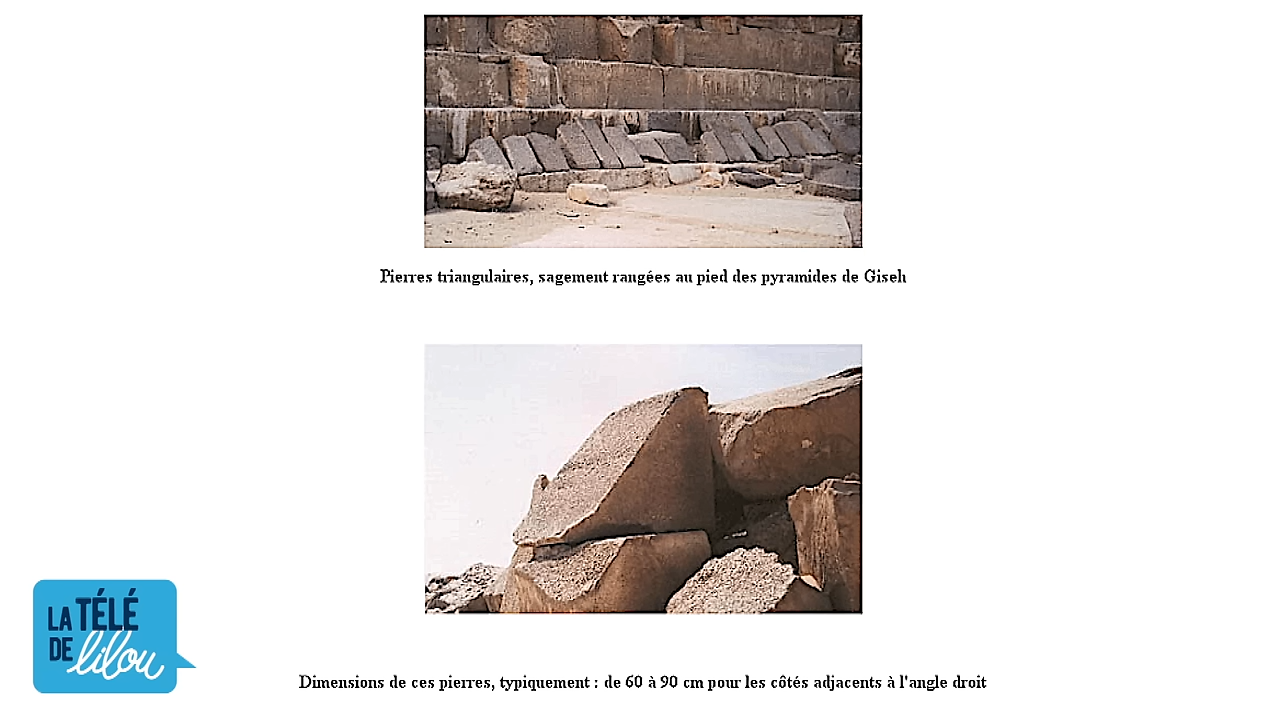 Pierres triangulaires, sagement rangées au pied des pyramides de Giseh
LA TÉLÉ
DE lilou
Dimensions de ces pierres, typiquement : de 60 à 90 cm pour les côtés adjacents à l'angle droit